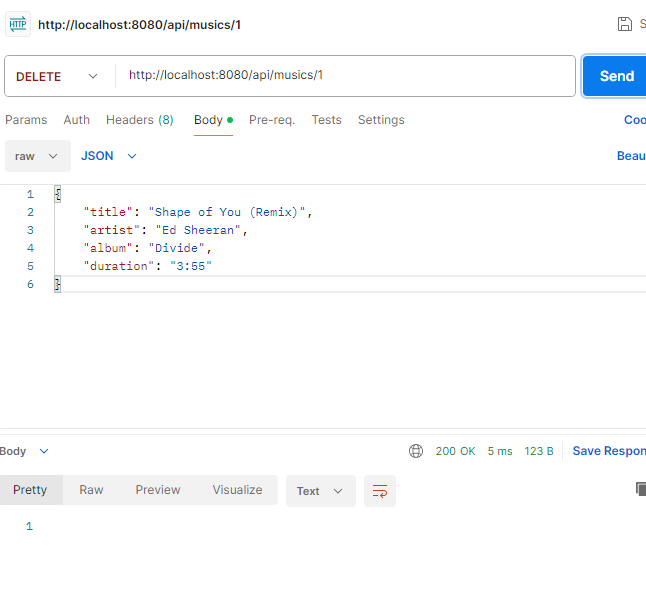 HTTP http://localhost:8080/api/musics/1 S
DELETE http://localhost:8080/api/musics/1 Send
Params Auth Headers (8) Body Pre-req. Tests Settings Coo
raw JSON Beau
1 {
2 "title": "Shape of You (Remix)",
3 "artist": "Ed Sheeran",
4 "album": "Divide",
5 "duration": "3:55"
6 }
Body 200 OK 5 ms 123 B Save Respon
Pretty Raw Preview Visualize Text
1